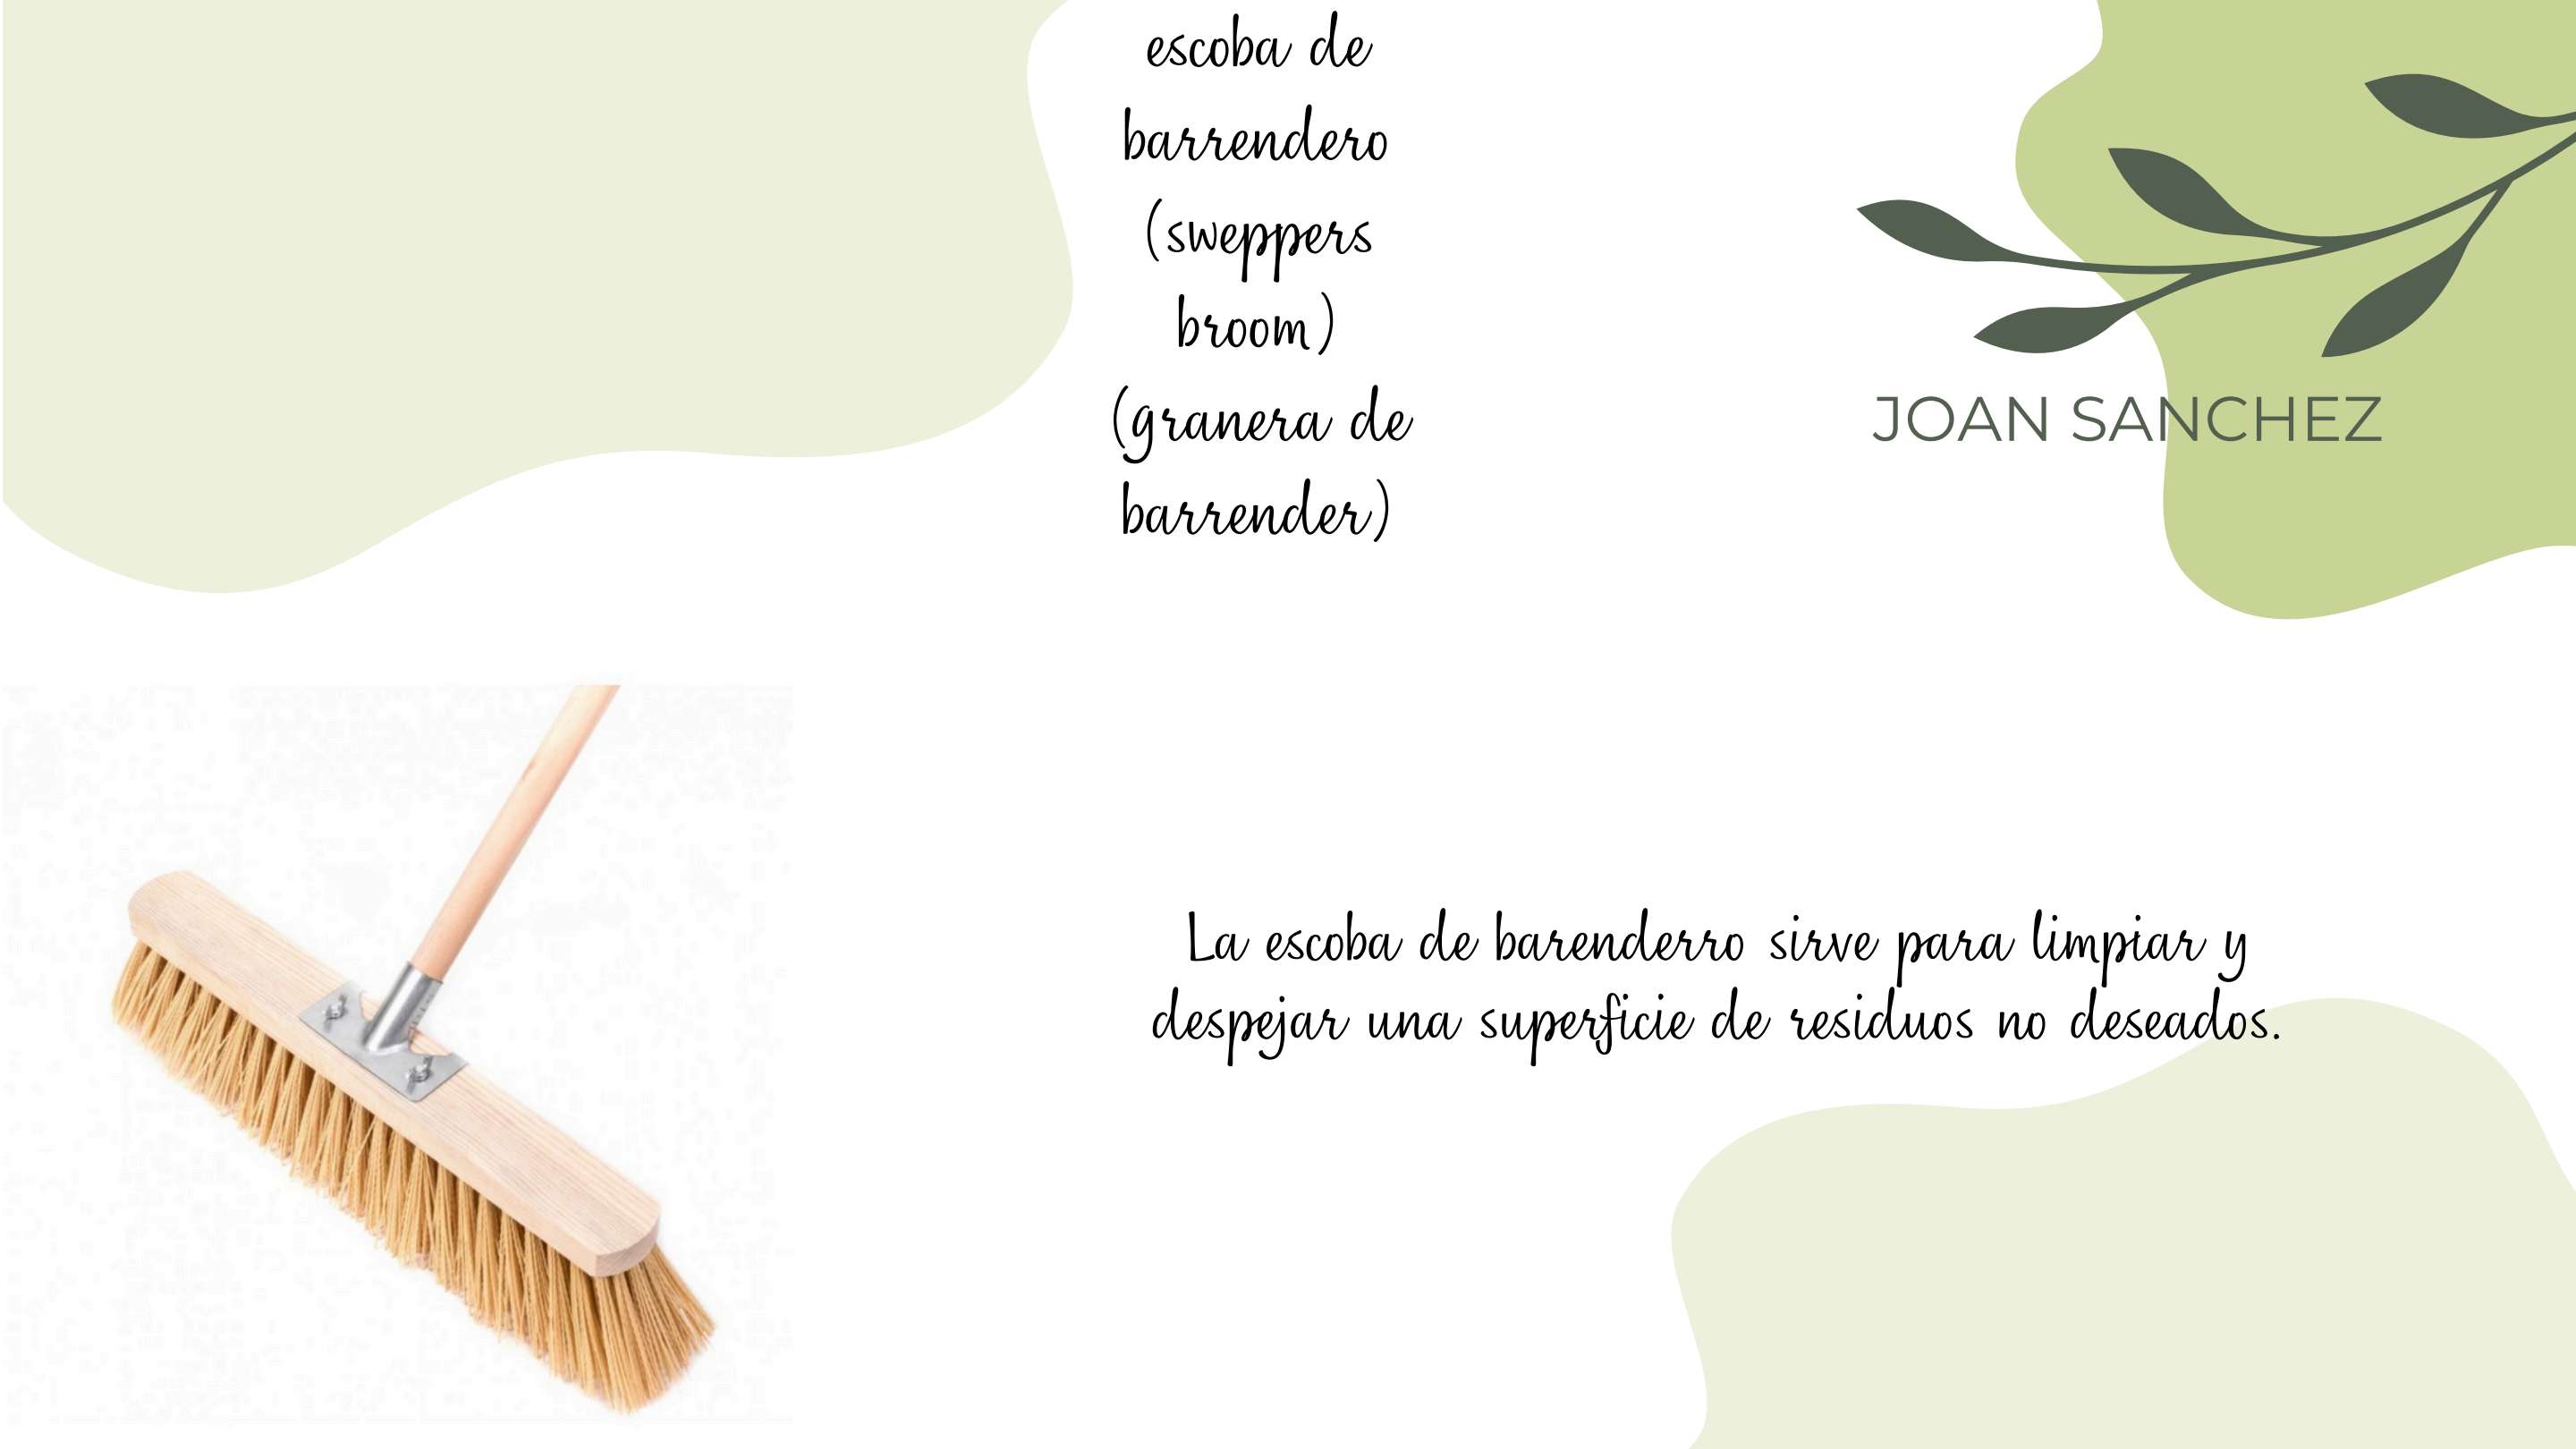 escoba de
barrendero
(sweppers
broom)
(granera de
barrender)
JOAN SANCHEZ
La escoba de barenderro sirve para limpiar y
despejar una superficie de residuos no deseados.